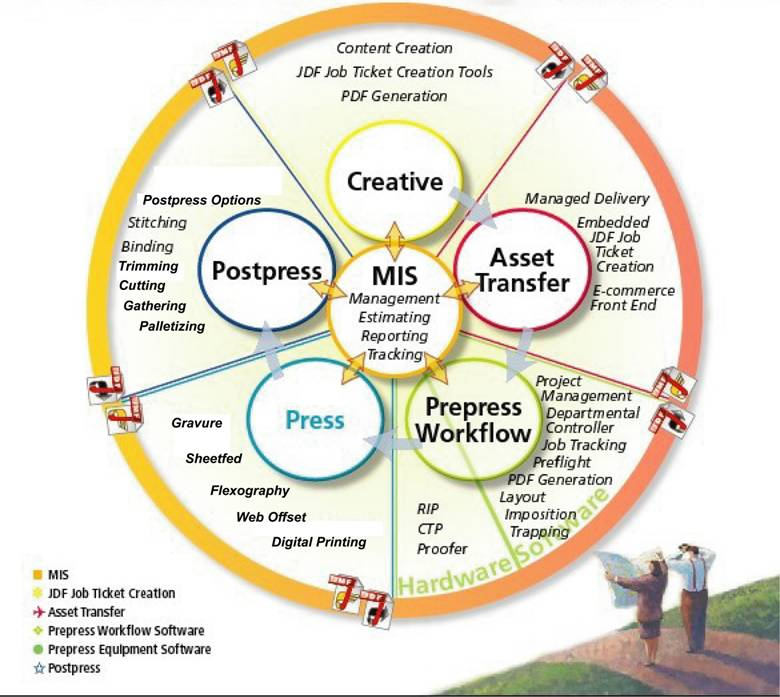 Content Creation
JDF Job Ticket Creation Tools
PDF Generation
Creative
Managed Delivery
Embedded
JDF Job
Ticket
Creation
E-commerce
Front End
Asset
Transfer
Postpress Options
Stitching
Binding
Trimming
Cutting
Gathering
Palletizing
Postpress
MIS
Management
Estimating
Reporting
Tracking
Project
Management
Departmental
Controller
Job Tracking
Preflight
PDF Generation
Layout
Imposition
Trapping
Prepress
Workflow
RIP
CTP
Proofer
Hardware Software
Press
Gravure
Sheetfed
Flexography
Web Offset
Digital Printing
MIS
JDF Job Ticket Creation
Asset Transfer
Prepress Workflow Software
Prepress Equipment Software
Postpress